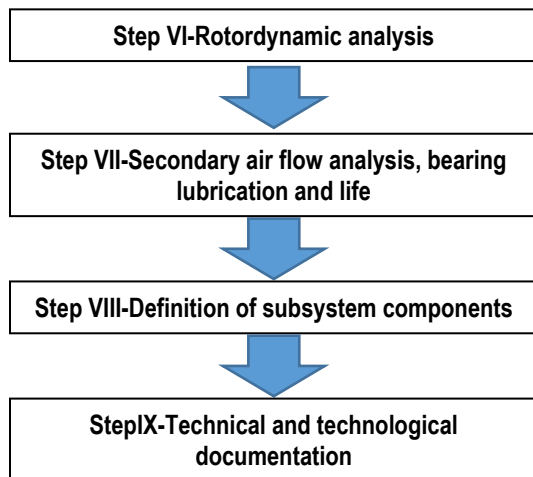 Step VI-Rotordynamic analysis
Step VII-Secondary air flow analysis, bearing
lubrication and life
Step VIII-Definition of subsystem components
StepIX-Technical and technological
documentation